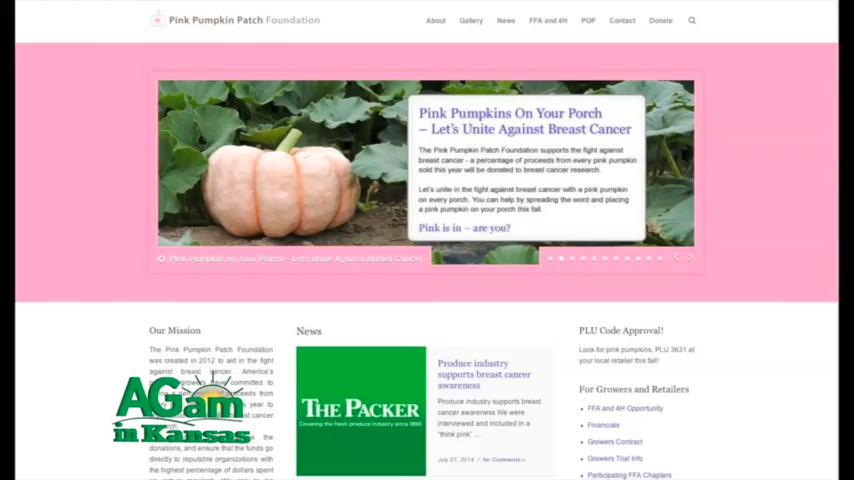 Pink Pumpkin Patch Foundation
About Gallery News FFA and 4H POP Contact Donate
Pink Pumpkins On Your Porch
– Let's Unite Against Breast Cancer
The Pink Pumpkin Patch Foundation supports the fight against
breast cancer - a percentage of proceeds from every pink pumpkin
sold this year will be donated to breast cancer research.
Let's unite in the fight against breast cancer with a pink pumpkin
on every porch. You can help by spreading the word and placing
a pink pumpkin on your porch this fall.
Pink is in – are you?
Pink Pumpkin on Your Porch – Lets Unite Against Breast Cancer
Our Mission
The Pink Pumpkin Patch Foundation
was created in 2012 to aid in the fight
against breast cancer. America's
growers have committed to
year to
cancer
the
donations, and ensure that the funds go
directly to reputable organizations with
the highest percentage of dollars spent
AGam
in Kansas
News
THE PACKER
Covering the fresh produce industry since 1893
Produce industry
supports breast cancer
awareness
Produce industry supports breast
cancer awareness We were
interviewed and included in a
"think pink" ...
July 27, 2014 / No Comments »
PLU Code Approval!
Look for pink pumpkins, PLU 3631 at
your local retailer this fall!
For Growers and Retailers
FFA and 4H Opportunity
Financials
Growers Contract
Growers Trial Info
Participating FFA Chapters